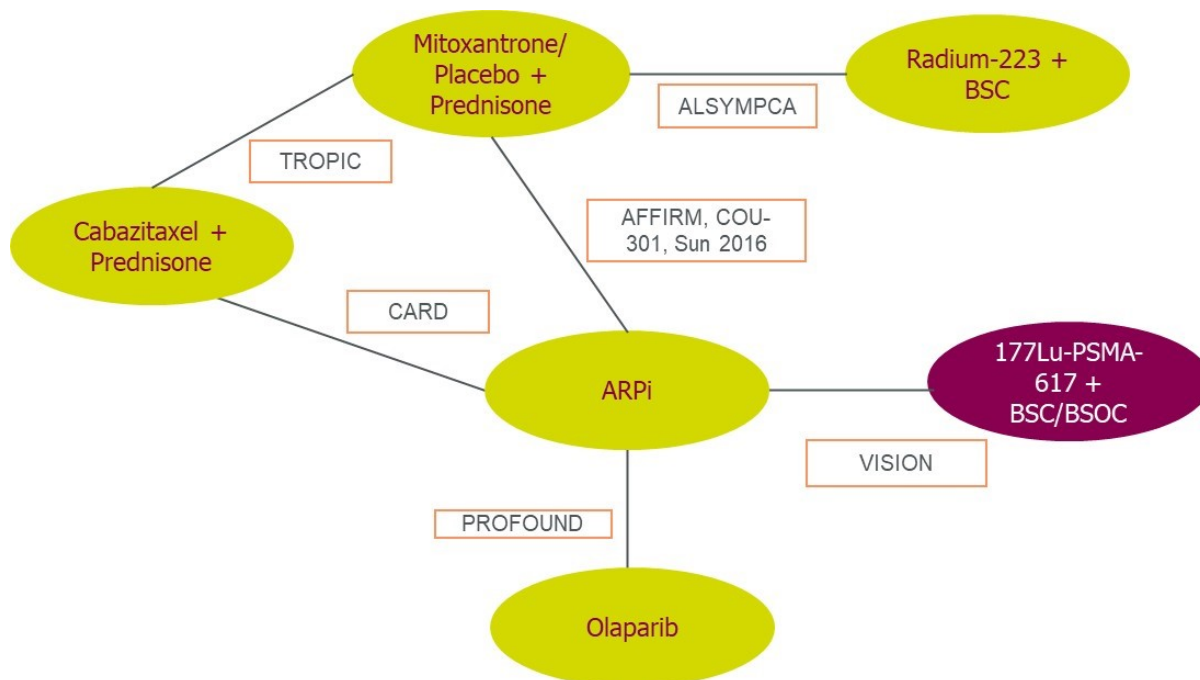 Mitoxantrone/
Placebo +
Prednisone
Radium-223 +
BSC
ALSYMPCA
TROPIC
Cabazitaxel +
Prednisone
AFFIRM, COU-
301, Sun 2016
CARD
ARPi
177Lu-PSMA-
617 +
BSC/BSOC
VISION
PROFOUND
Olaparib